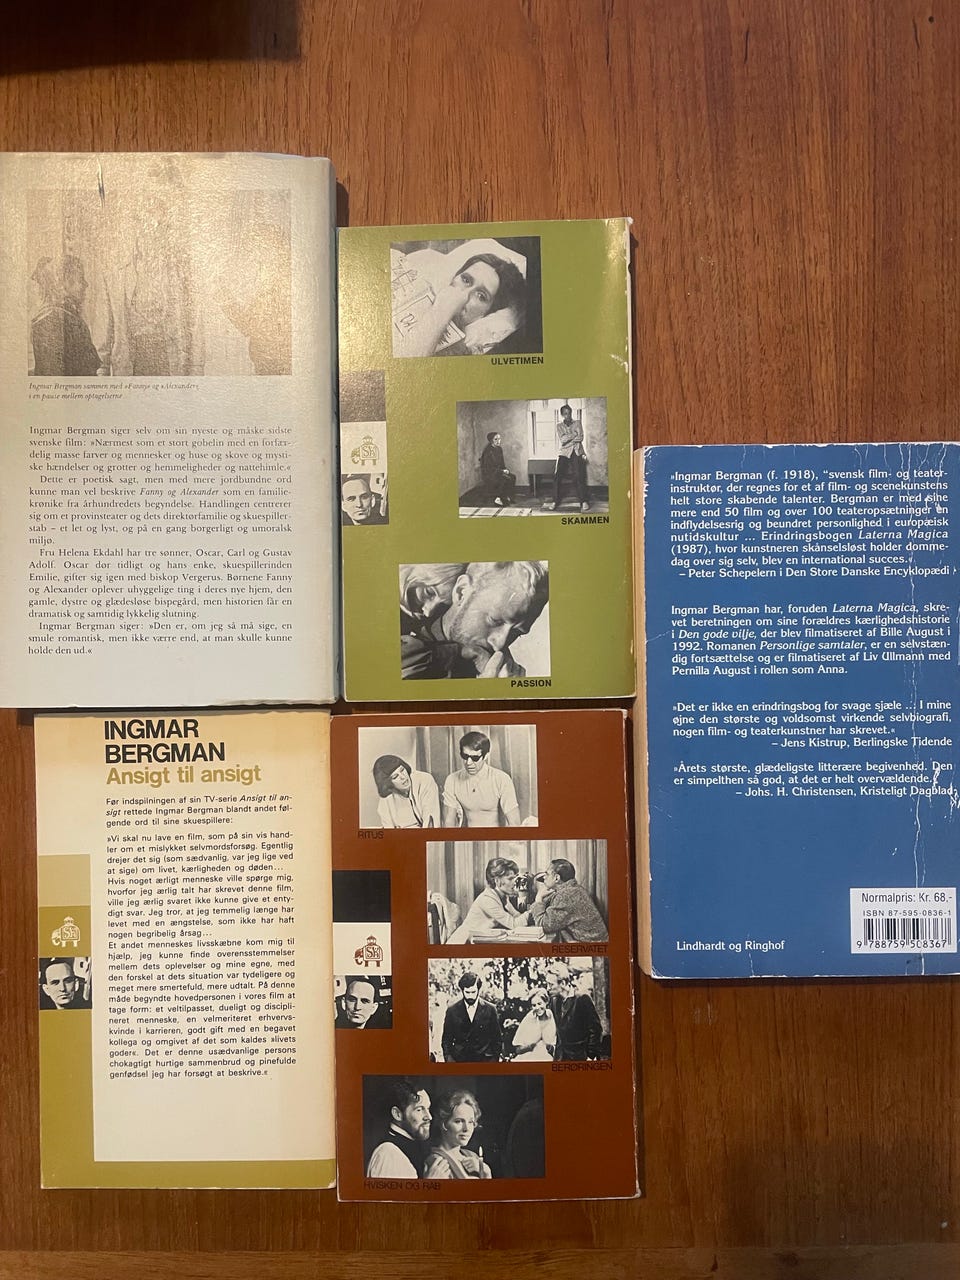 Ingmar Bergman sammen med »Fanny« og »Alexander«
i en pause mellem optagelserne
Ingmar Bergman siger selv om sin nyeste og måske sidste
svenske film: »Nærmest som et stort gobelin med en forfær-
delig masse farver og mennesker og huse og skove og mysti-
ske hændelser og grotter og hemmeligheder og nattehimle.«
Dette er poetisk sagt, men med mere jordbundne ord
kunne man vel beskrive Fanny og Alexander som en familie-
krønike fra århundredets begyndelse. Handlingen centrerer
sig om et provinsteater og dets direktørfamilie og skuespiller-
stab – et let og lyst, og på en gang borgerligt og umoralsk
miljø.
Fru Helena Ekdahl har tre sønner, Oscar, Carl og Gustav
Adolf. Oscar dør tidligt og hans enke, skuespillerinden
Emilie, gifter sig igen med biskop Vergerus. Børnene Fanny
og Alexander oplever uhyggelige ting i deres nye hjem, den
gamle, dystre og glædesløse bispegård, men historien får en
dramatisk og samtidig lykkelig slutning.
Ingmar Bergman siger: »Den er, om jeg så må sige, en
smule romantisk, men ikke værre end, at man skulle kunne
holde den ud.«
ULVETIMEN
SKAMMEN
PASSION
»Ingmar Bergman (f. 1918), "svensk film- og teater-
instruktør, der regnes for et af film- og scenekunstens
helt store skabende talenter. Bergman er med sine
mere end 50 film og over 100 teateropsætninger en
indflydelsesrig og beundret personlighed i europæisk
nutidskultur ... Erindringsbogen Laterna Magica
(1987), hvor kunstneren skånselsløst holder domme-
dag over sig selv, blev en international succes.«
– Peter Schepelern i Den Store Danske Encyklopædi
Ingmar Bergman har, foruden Laterna Magica, skre-
vet beretningen om sine forældres kærlighedshistorie
i Den gode vilje, der blev filmatiseret af Bille August i
1992. Romanen Personlige samtaler, er en selvstæn-
dig fortsættelse og er filmatiseret af Liv Ullmann med
Pernilla August i rollen som Anna.
»Det er ikke en erindringsbog for svage sjæle ... I mine
øjne den største og voldsomst virkende selvbiografi,
nogen film- og teaterkunstner har skrevet.«
– Jens Kistrup, Berlingske Tidende
»Årets største, glædeligste litterære begivenhed. Den
er simpelthen så god, at det er helt overvældende.«
– Johs. H. Christensen, Kristeligt Dagblad
Normalpris: Kr. 68,-
ISBN 87-595-0836-1
9 788759 508367
Lindhardt og Ringhof
INGMAR
BERGMAN
Ansigt til ansigt
Før indspilningen af sin TV-serie Ansigt til an-
sigt rettede Ingmar Bergman blandt andet føl-
gende ord til sine skuespillere:
»Vi skal nu lave en film, som på sin vis hand-
ler om et mislykket selvmordsforsøg. Egentlig
drejer det sig (som sædvanlig, var jeg lige ved
at sige) om livet, kærligheden og døden...
Hvis noget ærligt menneske ville spørge mig,
hvorfor jeg ærlig talt har skrevet denne film,
ville jeg ærlig svaret ikke kunne give et enty-
digt svar. Jeg tror, at jeg temmelig længe har
levet med en ængstelse, som ikke har haft
nogen begribelig årsag...
Et andet menneskes livsskæbne kom mig til
hjælp, jeg kunne finde overensstemmelser
mellem dets oplevelser og mine egne, med
den forskel at dets situation var tydeligere og
meget mere smertefuld, mere udtalt. På denne
måde begyndte hovedpersonen i vores film at
tage form: et veltilpasset, dueligt og discipli-
neret menneske, en velmeriteret erhvervs-
kvinde i karrieren, godt gift med en begavet
kollega og omgivet af det som kaldes »livets
goder«. Det er denne usædvanlige persons
chokagtigt hurtige sammenbrud og pinefulde
genfødsel jeg har forsøgt at beskrive.«
RITUS
RESERVATET
BERØRINGEN
HVISKEN OG RÅB